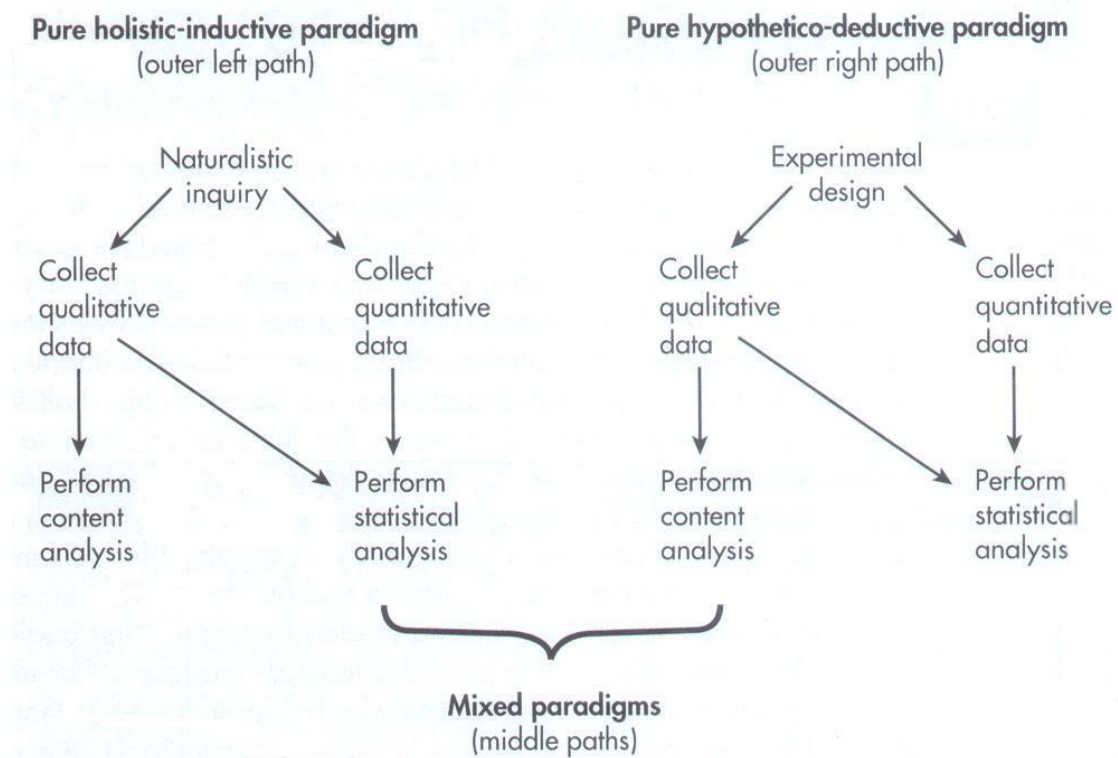 Pure holistic-inductive paradigm
(outer left path)
Pure hypothetico-deductive paradigm
(outer right path)
Naturalistic
inquiry
Experimental
design
Collect
qualitative
data
Collect
quantitative
data
Collect
qualitative
data
Collect
quantitative
data
Perform
content
analysis
Perform
statistical
analysis
Perform
content
analysis
Perform
statistical
analysis
Mixed paradigms
(middle paths)